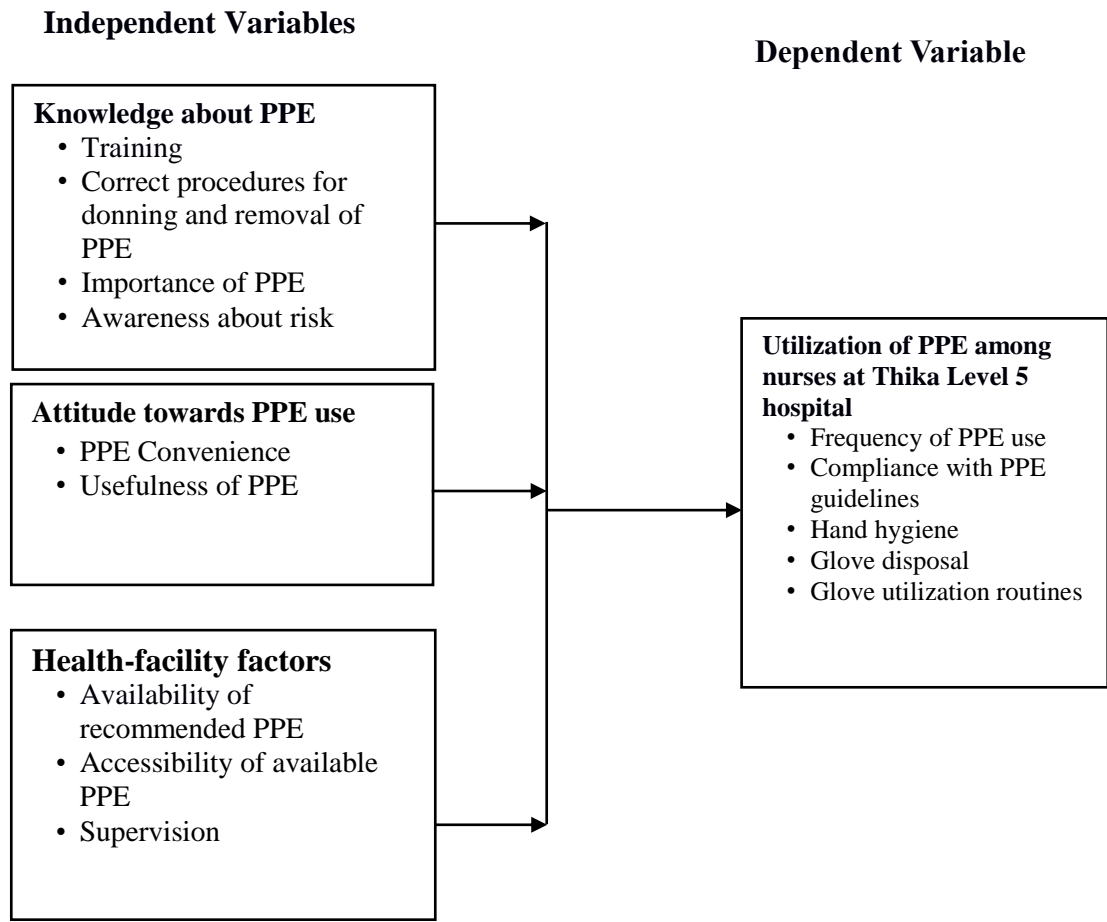 Independent Variables
Dependent Variable
Knowledge about PPE
• Training
• Correct procedures for
donning and removal of
PPE
• Importance of PPE
• Awareness about risk
Attitude towards PPE use
• PPE Convenience
• Usefulness of PPE
Health-facility factors
• Availability of
recommended PPE
• Accessibility of available
PPE
• Supervision
Utilization of PPE among
nurses at Thika Level 5
hospital
• Frequency of PPE use
• Compliance with PPE
guidelines
• Hand hygiene
• Glove disposal
• Glove utilization routines